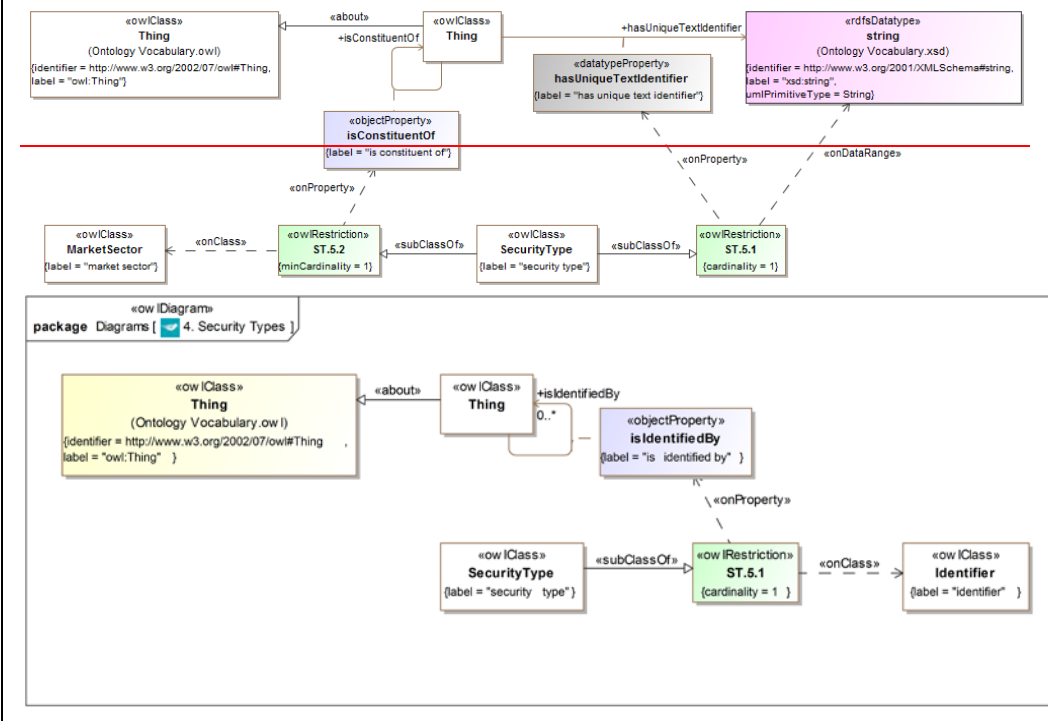 «owlClass»
Thing
(Ontology Vocabulary.owl)
{identifier = http://www.w3.org/2002/07/owl#Thing,
label = "owl:Thing"}
«about»
«owlClass»
Thing
+isConstituentOf
+hasUniqueTextIdentifier
«rdfsDatatype»
string
(Ontology Vocabulary.xsd)
{identifier = http://www.w3.org/2001/XMLSchema#string,
label = "xsd:string",
umlPrimitiveType = String}
«datatypeProperty»
hasUniqueTextIdentifier
{label = "has unique text identifier"}
«objectProperty»
isConstituentOf
{label = "is constituent of"}
«onProperty»
«onProperty»
«onDataRange»
«owlClass»
MarketSector
{label = "market sector"}
«onClass»
«owlRestriction»
ST.5.2
{minCardinality = 1}
«subClassOf»
«owlClass»
SecurityType
{label = "security type"}
«subClassOf»
«owlRestriction»
ST.5.1
{cardinality = 1}
«owlDiagram»
package Diagrams [ 4. Security Types ]
«owlClass»
Thing
(Ontology Vocabulary.owl)
{identifier = http://www.w3.org/2002/07/owl#Thing ,
label = "owl:Thing" }
«about»
«owlClass»
Thing
+isIdentifiedBy
0..*
«objectProperty»
isIdentifiedBy
{label = "is identified by" }
«onProperty»
«owlClass»
SecurityType
{label = "security type" }
«subClassOf»
«owlRestriction»
ST.5.1
{cardinality = 1 }
«onClass»
«owlClass»
Identifier
{label = "identifier" }